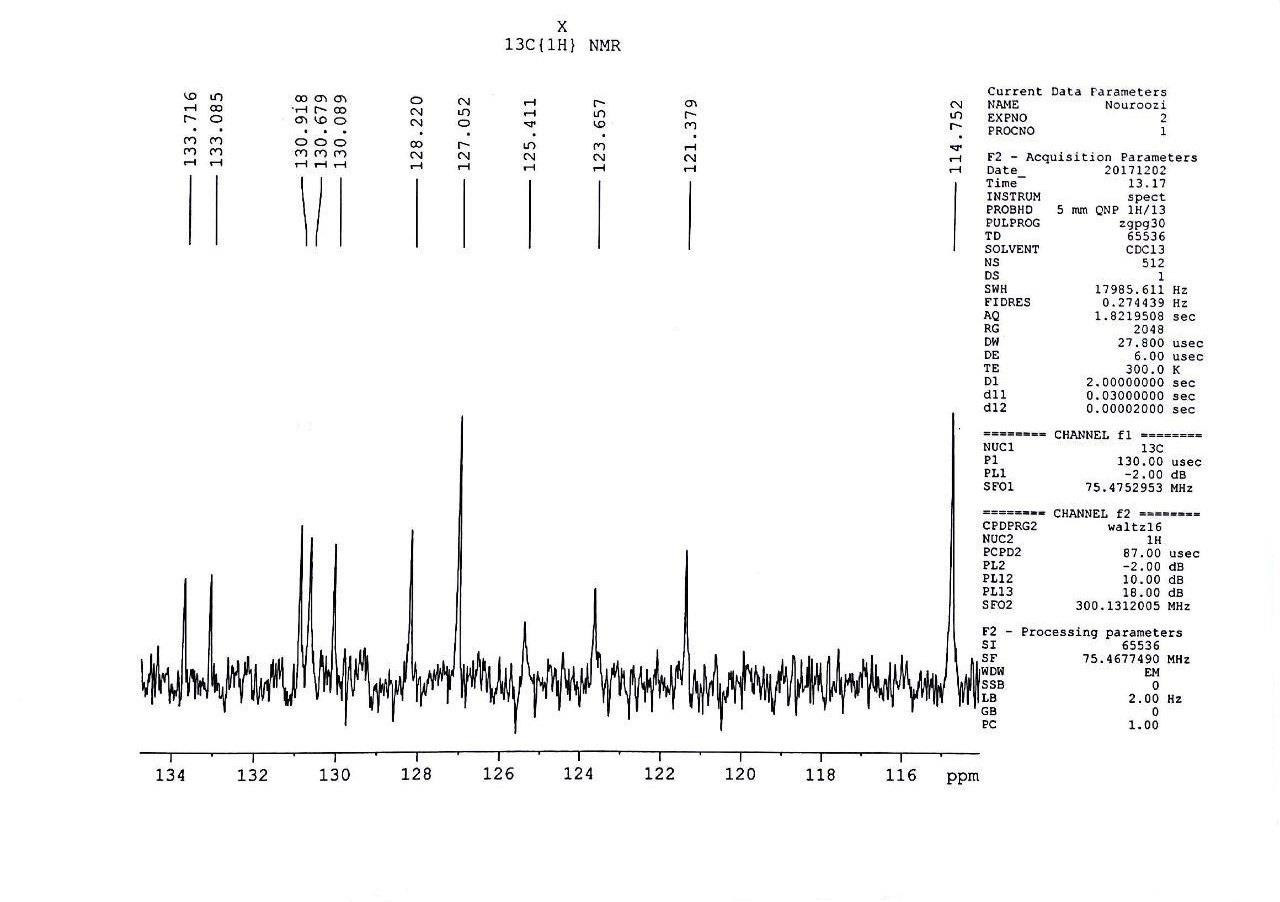 X
13C{1H} NMR
133.716
133.085
130.918
130.679
130.089
128.220
127.052
125.411
123.657
121.379
114.752
134 132 130 128 126 124 122 120 118 116 ppm
Current Data Parameters
NAME Nouroozi
EXPNO 2
PROCNO 1
F2 - Acquisition Parameters
Date_ 20171202
Time 13.17
INSTRUM spect
PROBHD 5 mm QNP 1H/13
PULPROG zgpg30
TD 65536
SOLVENT CDCl3
NS 512
DS 1
SWH 17985.611 Hz
FIDRES 0.274439 Hz
AQ 1.8219508 sec
RG 2048
DW 27.800 usec
DE 6.00 usec
TE 300.0 K
D1 2.00000000 sec
d11 0.03000000 sec
d12 0.00002000 sec
======== CHANNEL f1 ========
NUC1 13C
P1 130.00 usec
PL1 -2.00 dB
SFO1 75.4752953 MHz
======== CHANNEL f2 ========
CPDPRG2 waltz16
NUC2 1H
PCPD2 87.00 usec
PL2 -2.00 dB
PL12 10.00 dB
PL13 18.00 dB
SFO2 300.1312005 MHz
F2 - Processing parameters
SI 65536
SF 75.4677490 MHz
WDW EM
SSB 0
LB 2.00 Hz
GB 0
PC 1.00